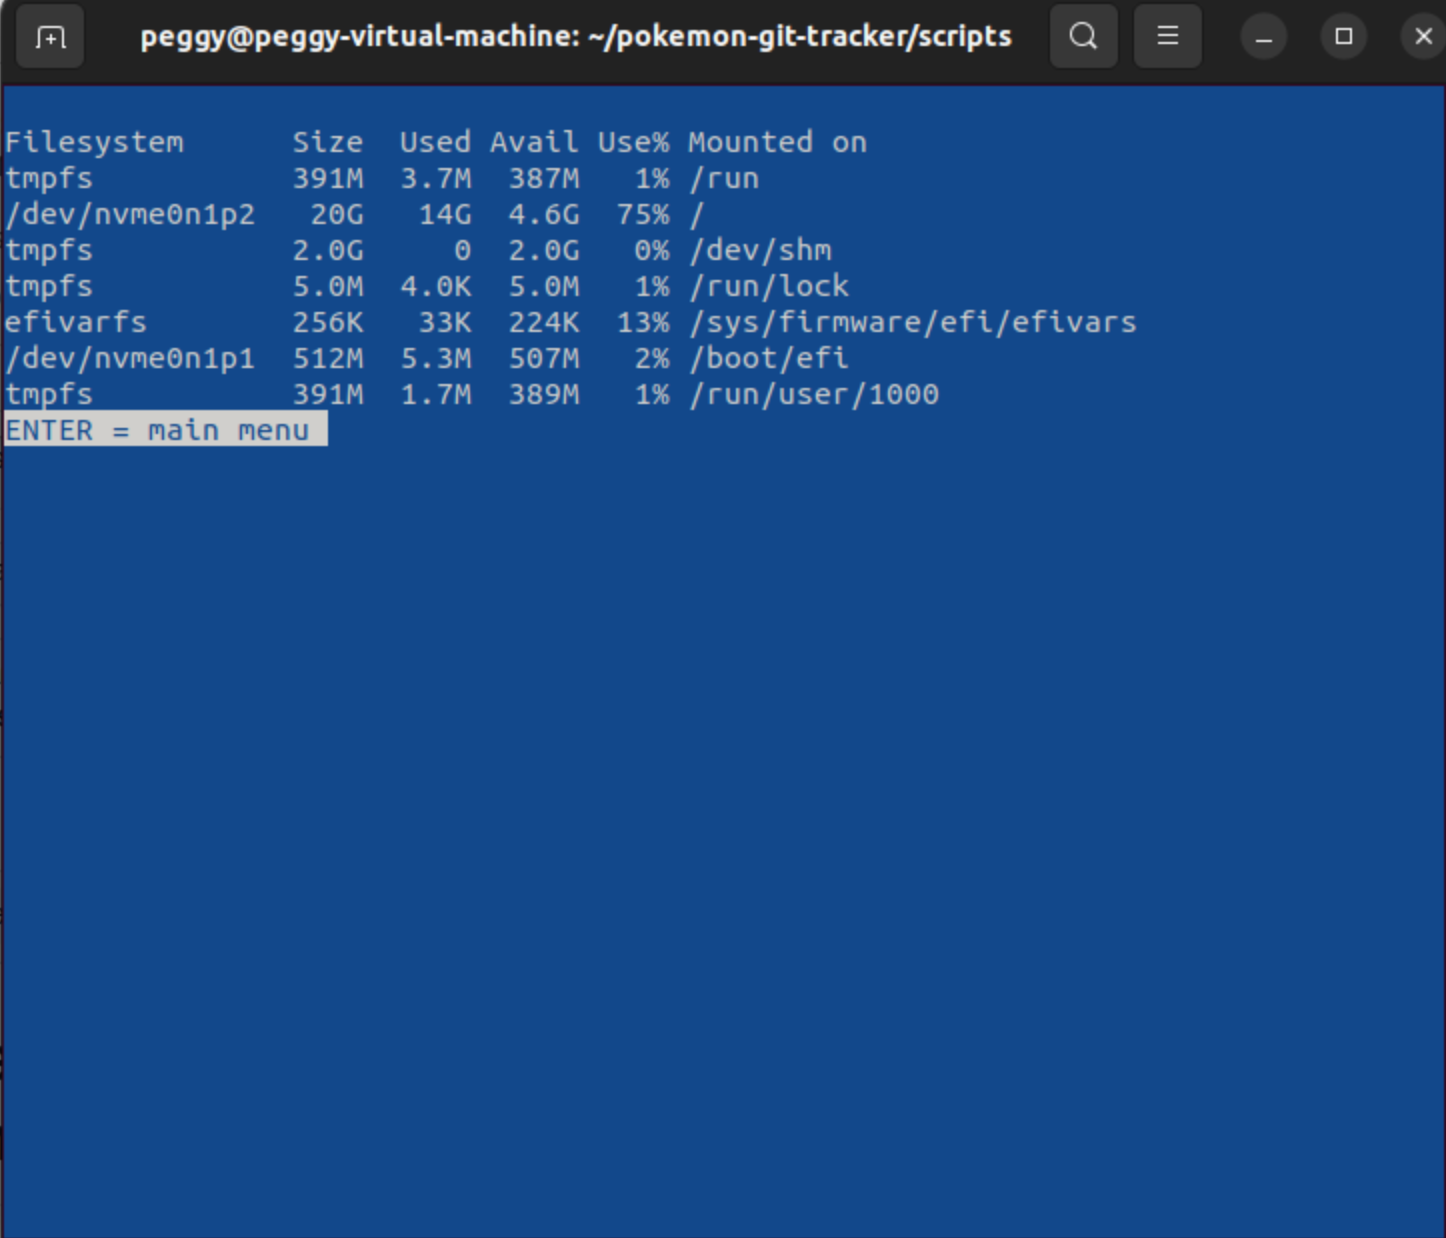 peggy@peggy-virtual-machine: ~/pokemon-git-tracker/scripts
Filesystem      Size  Used Avail Use% Mounted on
tmpfs           391M  3.7M  387M   1% /run
/dev/nvme0n1p2   20G   14G  4.6G  75% /
tmpfs           2.0G     0  2.0G   0% /dev/shm
tmpfs           5.0M  4.0K  5.0M   1% /run/lock
efivarfs        256K   33K  224K  13% /sys/firmware/efi/efivars
/dev/nvme0n1p1  512M  5.3M  507M   2% /boot/efi
tmpfs           391M  1.7M  389M   1% /run/user/1000
ENTER = main menu